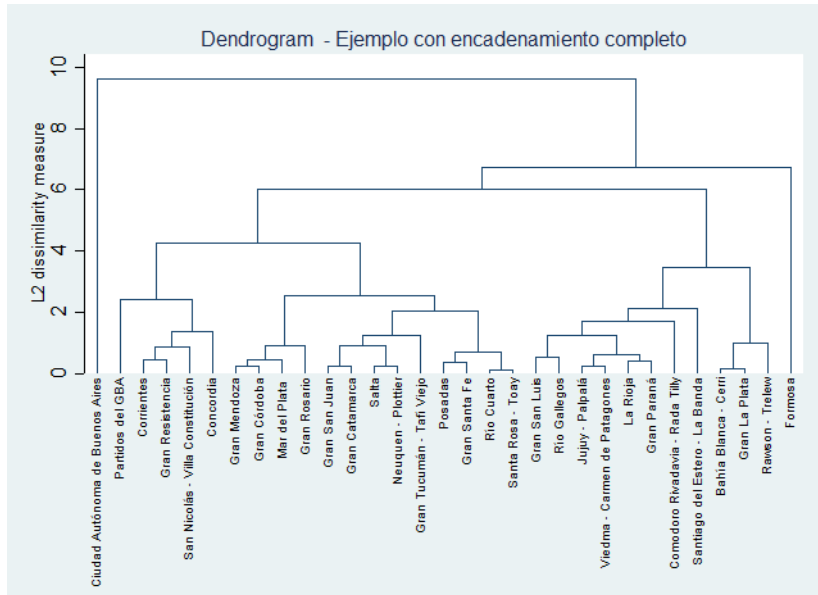 Dendrogram - Ejemplo con encadenamiento completo
L2 dissimilarity measure
10
8
6
4
2
0
Ciudad Autónoma de Buenos Aires
Partidos del GBA
Corrientes
Gran Resistencia
San Nicolás - Villa Constitución
Concordia
Gran Mendoza
Gran Córdoba
Mar del Plata
Gran Rosario
Gran San Juan
Gran Catamarca
Salta
Neuquen - Plottier
Gran Tucumán - Tafi Viejo
Posadas
Gran Santa Fe
Río Cuarto
Santa Rosa - Toay
Gran San Luis
Río Gallegos
Jujuy - Palpalá
Viedma - Carmen de Patagones
La Rioja
Gran Paraná
Comodoro Rivadavia - Rada Tilly
Santiago del Estero - La Banda
Bahía Blanca - Cerri
Gran La Plata
Rawson - Trelew
Formosa